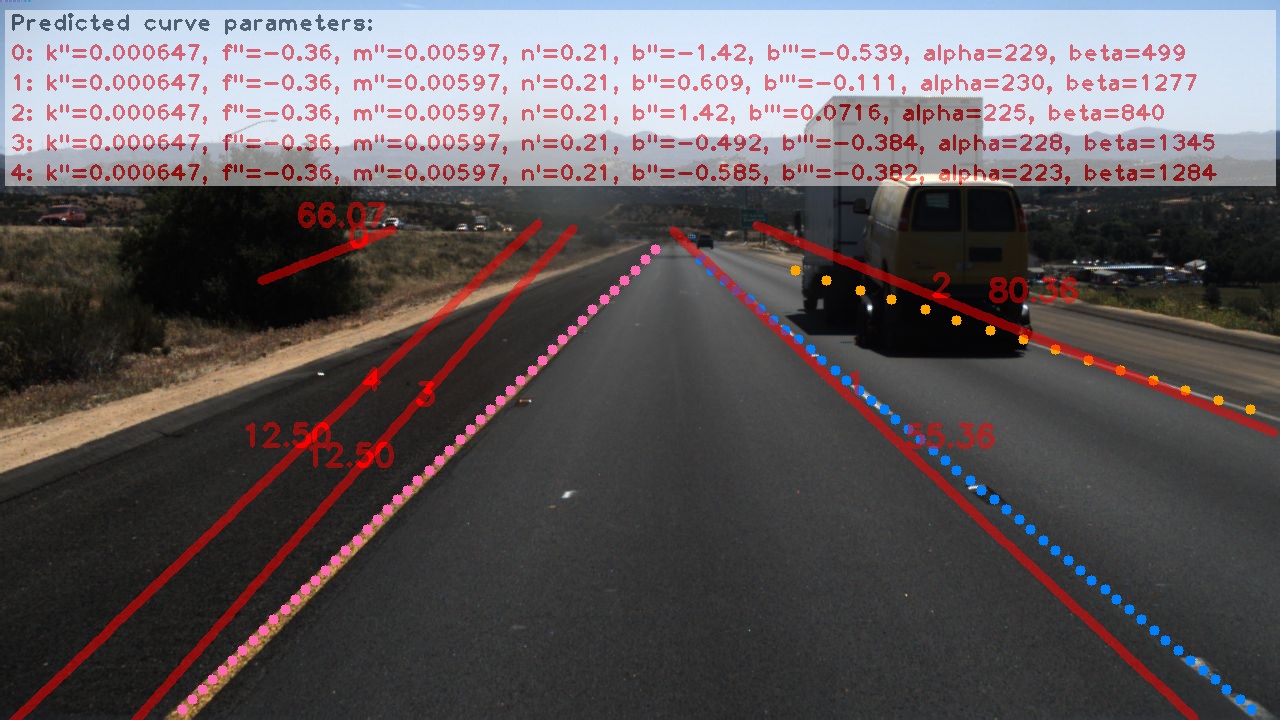 Predicted curve parameters:
0: k''=0.000647, f''=-0.36, m''=0.00597, n'=0.21, b''=-1.42, b'''=-0.539, alpha=229, beta=499
1: k''=0.000647, f''=-0.36, m''=0.00597, n'=0.21, b''=0.609, b'''=-0.111, alpha=230, beta=1277
2: k''=0.000647, f''=-0.36, m''=0.00597, n'=0.21, b''=1.42, b'''=0.0716, alpha=225, beta=840
3: k''=0.000647, f''=-0.36, m''=0.00597, n'=0.21, b''=-0.492, b'''=-0.384, alpha=228, beta=1345
4: k''=0.000647, f''=-0.36, m''=0.00597, n'=0.21, b''=-0.585, b'''=-0.382, alpha=223, beta=1284
66.07
0
2
80.36
4
1
3
12.50
55.36
12.50